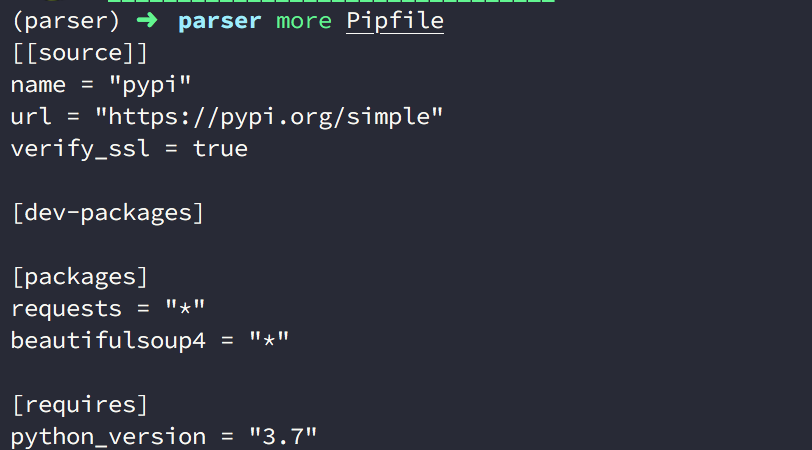 (parser) ➜ parser more Pipfile
[[source]]
name = "pypi"
url = "https://pypi.org/simple"
verify_ssl = true
[dev-packages]
[packages]
requests = "*"
beautifulsoup4 = "*"
[requires]
python_version = "3.7"